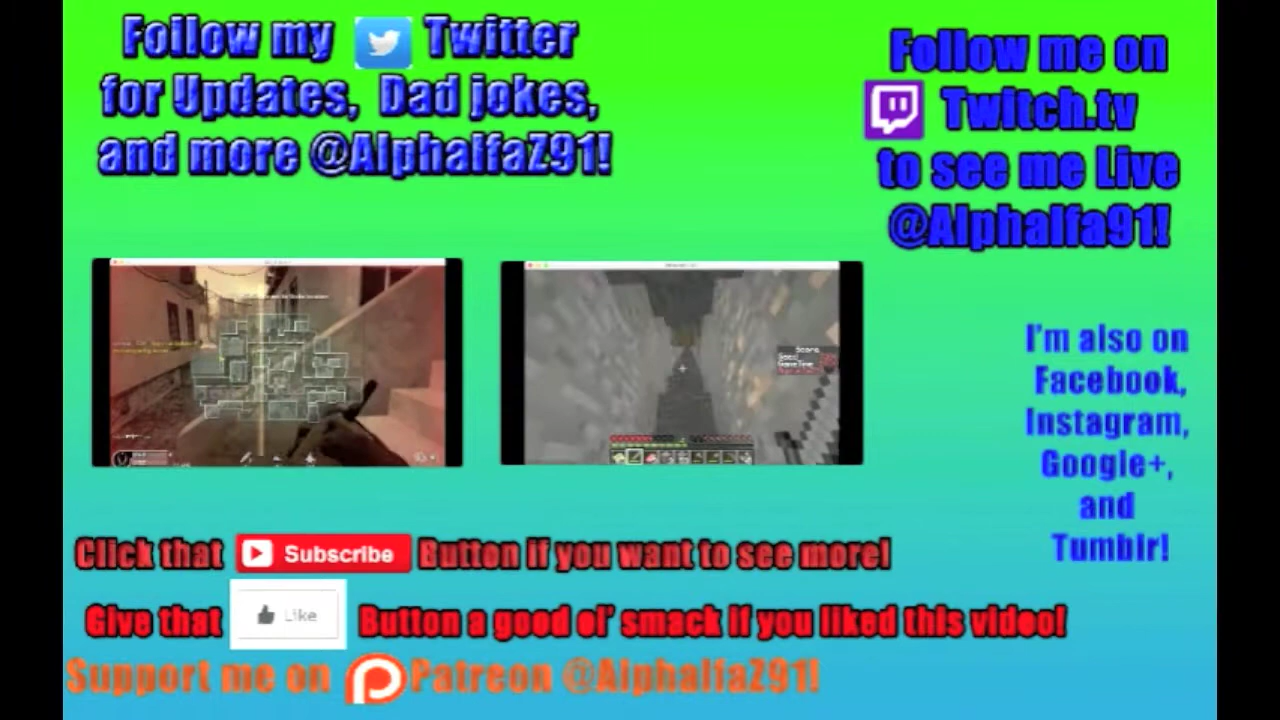 Follow my Twitter
for Updates, Dad jokes,
and more @AlphalfaZ91!
Follow me on
Twitch.tv
to see me Live
@Alphalfa91!
I'm also on
Facebook,
Instagram,
Google+,
and
Tumblr!
Click that Subscribe Button if you want to see more!
Give that Like Button a good ol' smack if you liked this video!
Support me on Patreon @AlphalfaZ91!